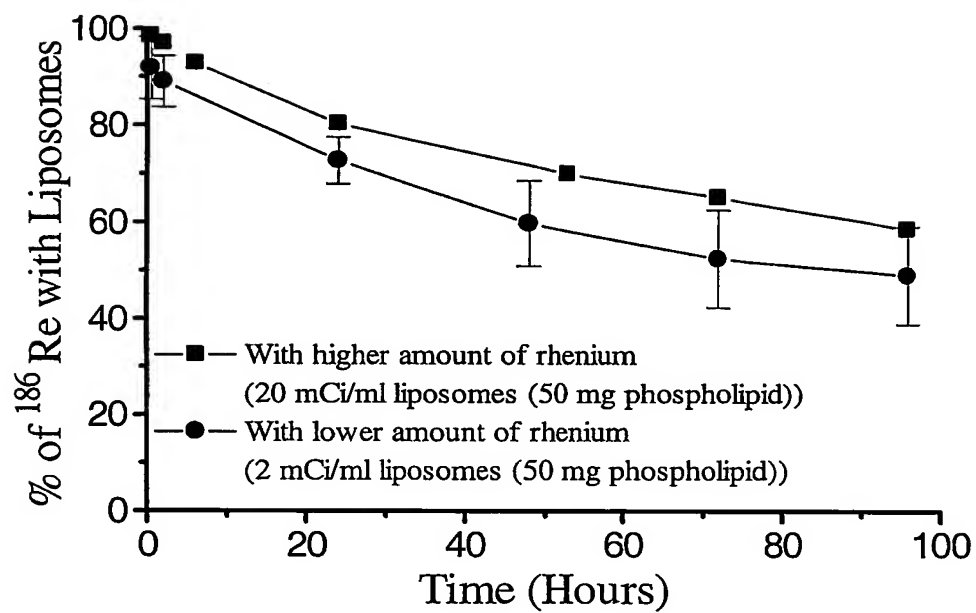 100
80
60
40
20
0
% of ¹⁸⁶Re with Liposomes
With higher amount of rhenium
(20 mCi/ml liposomes (50 mg phospholipid))
With lower amount of rhenium
(2 mCi/ml liposomes (50 mg phospholipid))
0 20 40 60 80 100
Time (Hours)